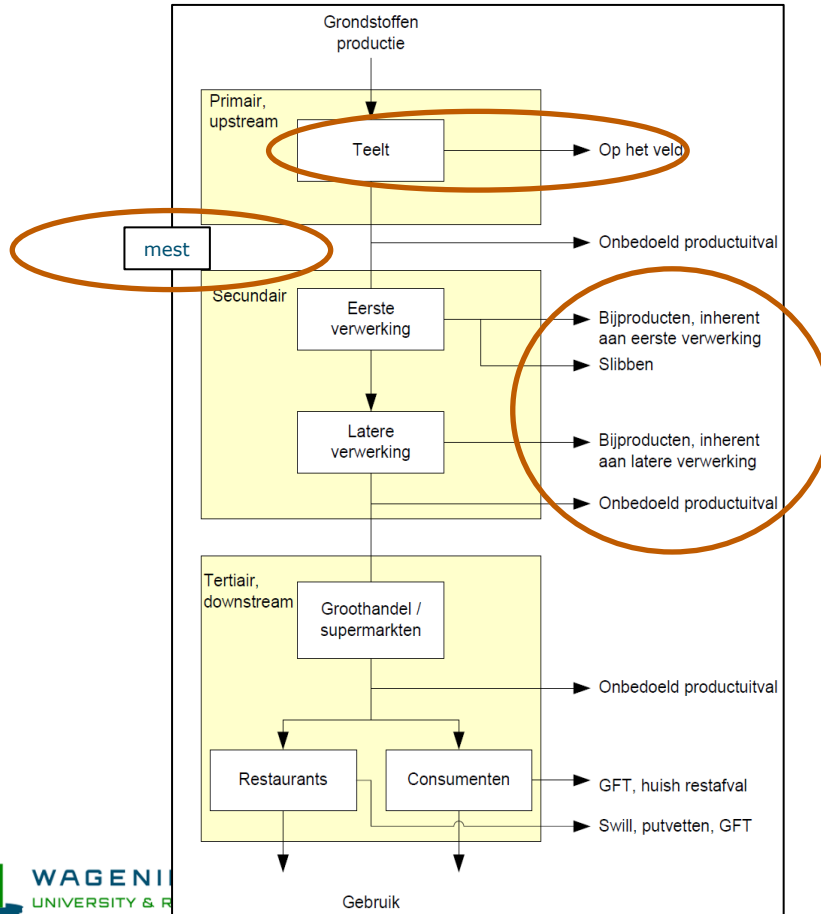 Grondstoffen
productie
Primair,
upstream
Teelt
Op het veld
mest
Onbedoeld productuitval
Secundair
Eerste
verwerking
Bijproducten, inherent
aan eerste verwerking
Slibben
Latere
verwerking
Bijproducten, inherent
aan latere verwerking
Onbedoeld productuitval
Tertiair,
downstream
Groothandel /
supermarkten
Onbedoeld productuitval
Restaurants
Consumenten
GFT, huish restafval
Swill, putvetten, GFT
WAGENI
UNIVERSITY & R
Gebruik